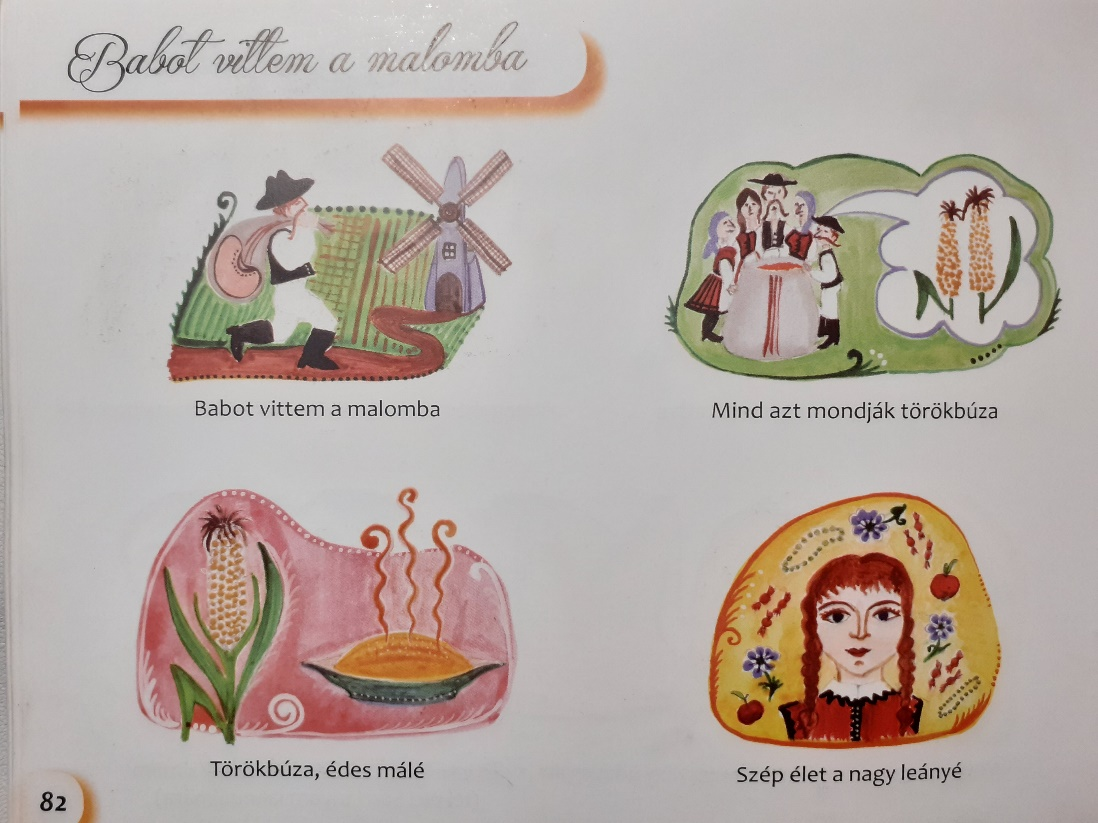 Babot vittem a malomba
Babot vittem a malomba
Mind azt mondják törökbúza
Törökbúza, édes málé
Szép élet a nagy leányé
82